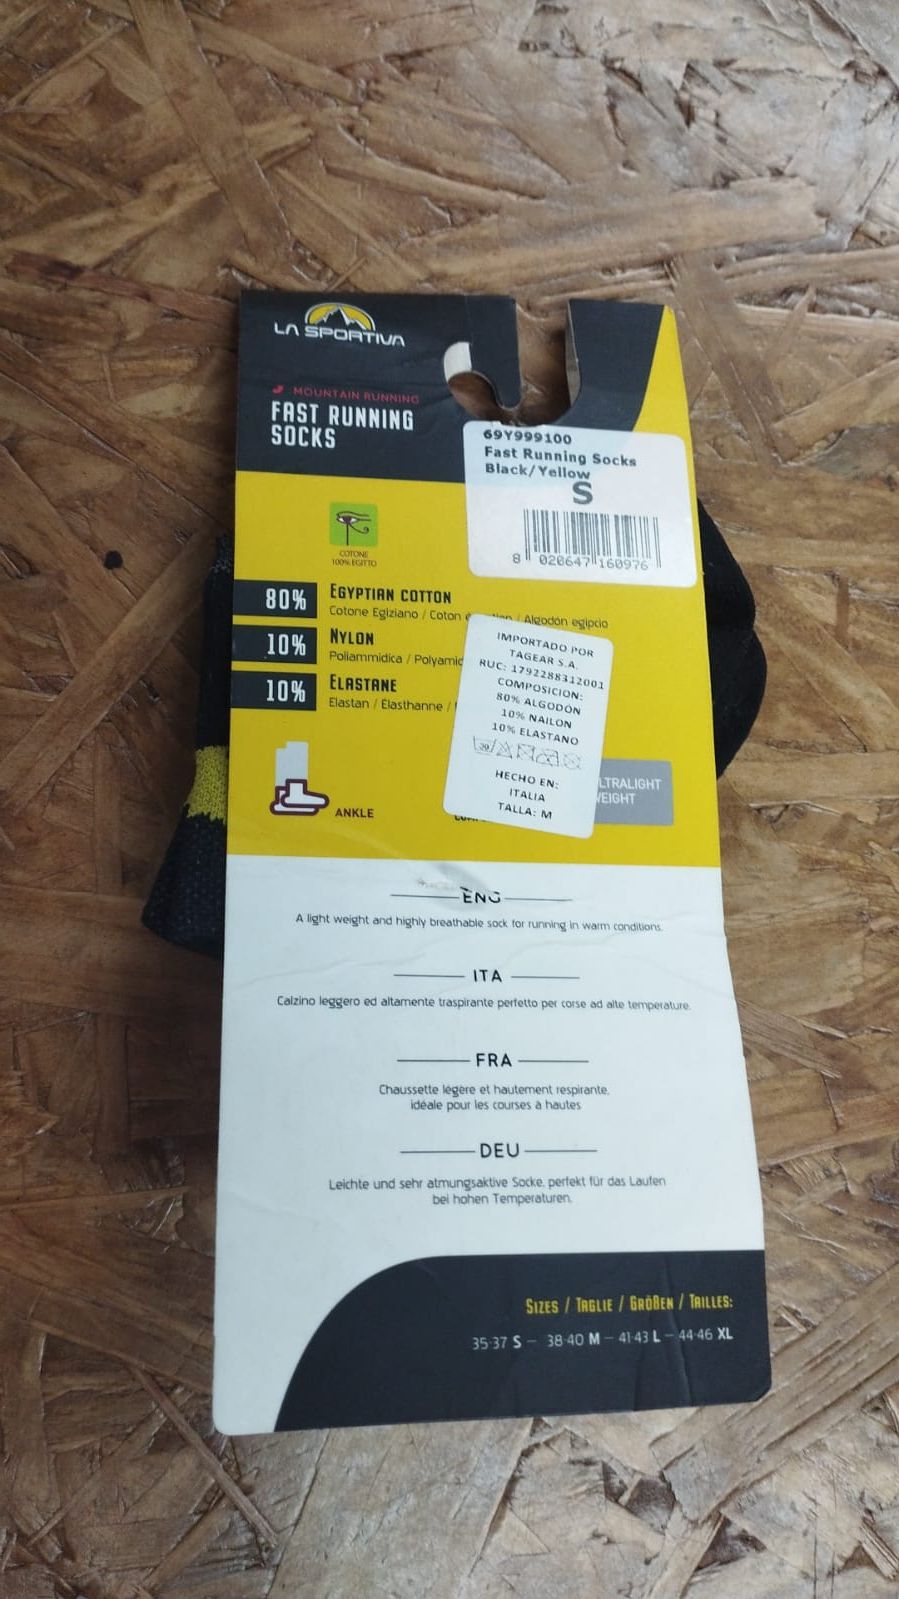 LA SPORTIVA
MOUNTAIN RUNNING
FAST RUNNING
SOCKS
69Y999100
Fast Running Socks
Black/Yellow
S
8 020647 160976
COTONE
100% EGITTO
80% EGYPTIAN COTTON
Cotone Egiziano / Coton / Algodón egipcio
10% NYLON
Poliammidica / Polyamic
10% ELASTANE
Elastan / Élasthanne /
IMPORTADO POR
TAGEAR S.A.
RUC: 1792288312001
COMPOSICION:
80% ALGODÓN
10% NAILON
10% ELASTANO
30
HECHO EN:
ITALIA
TALLA: M
ANKLE
LTRALIGHT
EIGHT
ENG
A light weight and highly breathable sock for running in warm conditions.
ITA
Calzino leggero ed altamente traspirante perfetto per corse ad alte temperature.
FRA
Chaussette légère et hautement respirante,
idéale pour les courses à hautes
DEU
Leichte und sehr atmungsaktive Socke, perfekt für das Laufen
bei hohen Temperaturen.
SIZES / TAGLIE / GRÖßEN / TAILLES:
35-37 S - 38-40 M - 41-43 L - 44-46 XL